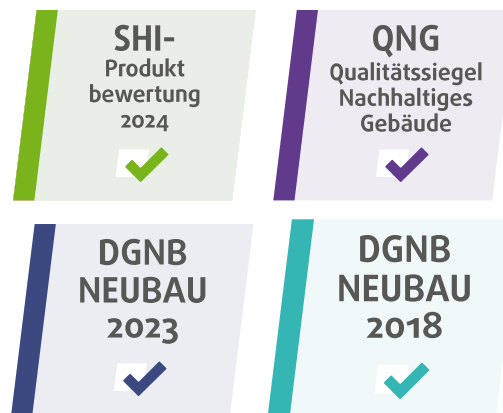 SHI-
Produkt
bewertung
2024
QNG
Qualitätssiegel
Nachhaltiges
Gebäude
DGNB
NEUBAU
2023
DGNB
NEUBAU
2018